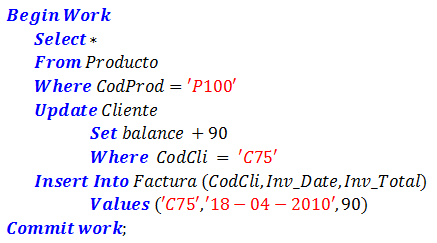 Begin Work
Select *
From Producto
Where CodProd = 'P100'
Update Cliente
Set balance + 90
Where CodCli = 'C75'
Insert Into Factura (CodCli, Inv_Date, Inv_Total)
Values ('C75', '18 − 04 − 2010', 90)
Commit work;